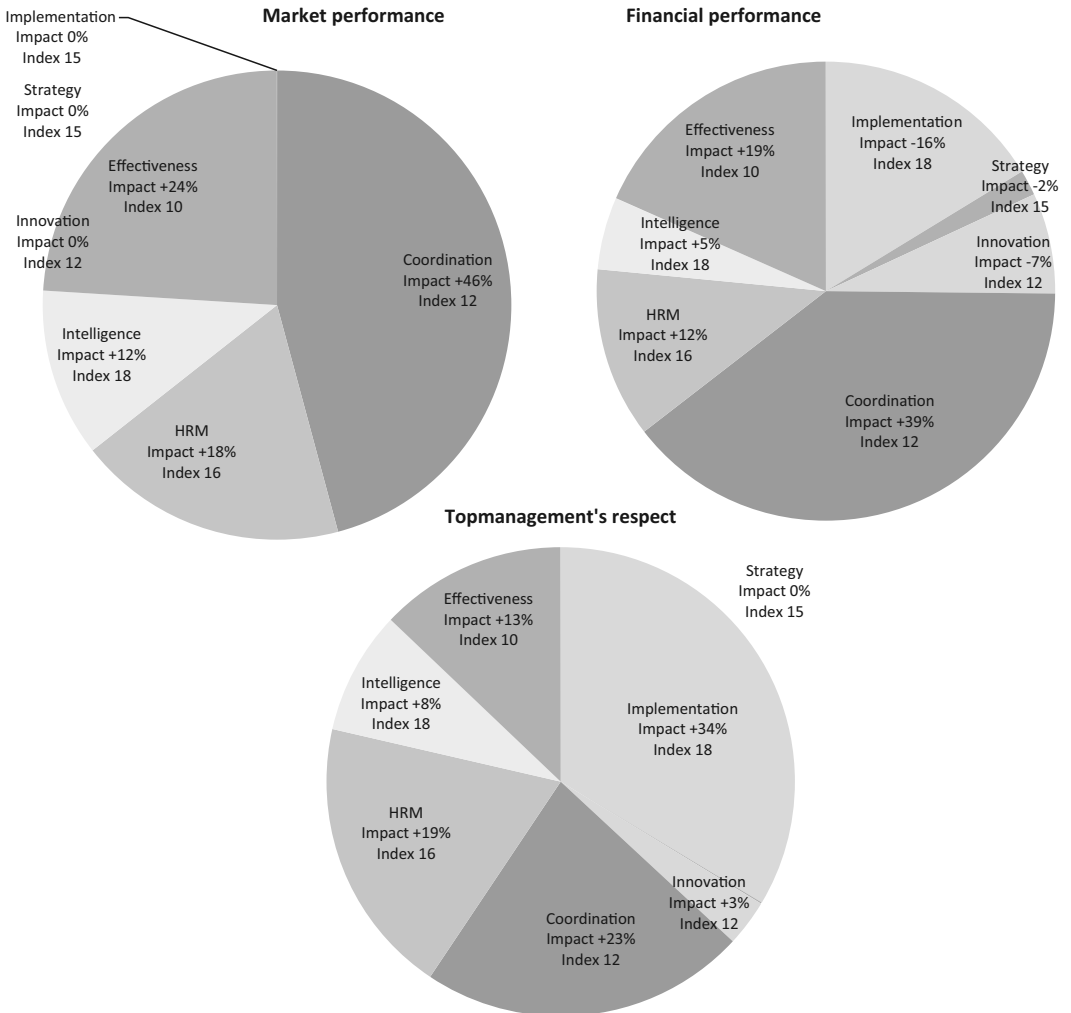 Market performance
Implementation
Impact 0%
Index 15
Strategy
Impact 0%
Index 15
Effectiveness
Impact +24%
Index 10
Innovation
Impact 0%
Index 12
Coordination
Impact +46%
Index 12
Intelligence
Impact +12%
Index 18
HRM
Impact +18%
Index 16
Financial performance
Effectiveness
Impact +19%
Index 10
Implementation
Impact -16%
Index 18
Strategy
Impact -2%
Index 15
Intelligence
Impact +5%
Index 18
Innovation
Impact -7%
Index 12
HRM
Impact +12%
Index 16
Coordination
Impact +39%
Index 12
Topmanagement's respect
Strategy
Impact 0%
Index 15
Effectiveness
Impact +13%
Index 10
Intelligence
Impact +8%
Index 18
Implementation
Impact +34%
Index 18
HRM
Impact +19%
Index 16
Innovation
Impact +3%
Index 12
Coordination
Impact +23%
Index 12